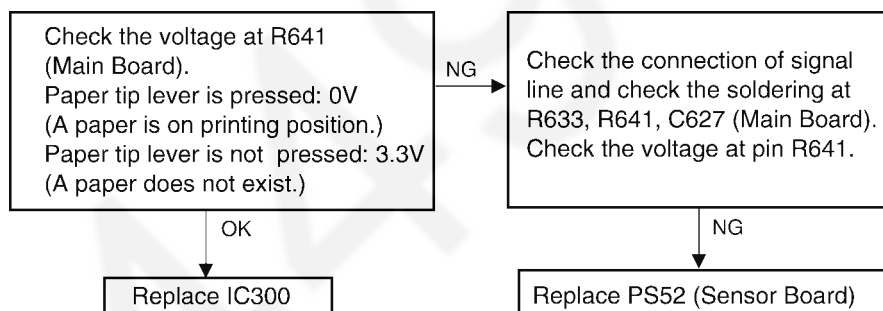 Check the voltage at R641
(Main Board).
Paper tip lever is pressed: 0V
(A paper is on printing position.)
Paper tip lever is not pressed: 3.3V
(A paper does not exist.)
NG
Check the connection of signal
line and check the soldering at
R633, R641, C627 (Main Board).
Check the voltage at pin R641.
OK
NG
Replace IC300
Replace PS52 (Sensor Board)